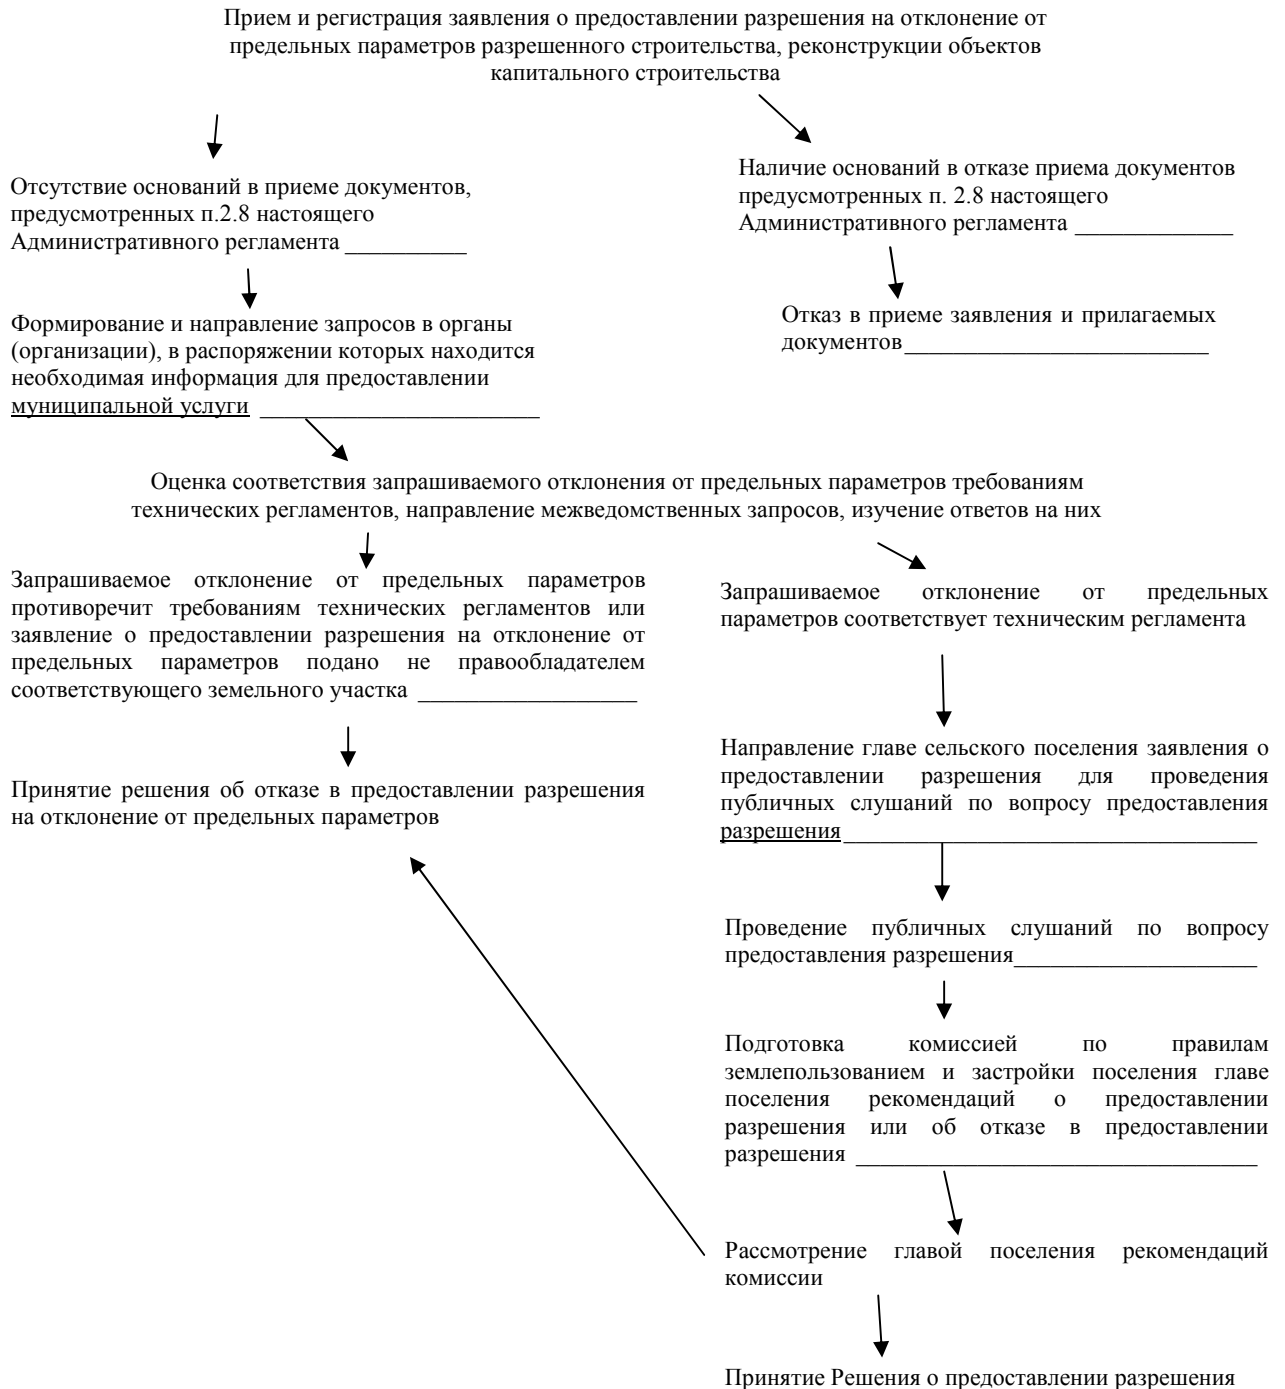 Прием и регистрация заявления о предоставлении разрешения на отклонение от
предельных параметров разрешенного строительства, реконструкции объектов
капитального строительства
Отсутствие оснований в приеме документов,
предусмотренных п.2.8 настоящего
Административного регламента __________
Наличие оснований в отказе приема документов
предусмотренных п. 2.8 настоящего
Административного регламента _____________
Формирование и направление запросов в органы
(организации), в распоряжении которых находится
необходимая информация для предоставлении
муниципальной услуги _______________________
Отказ в приеме заявления и прилагаемых
документов_________________________
Оценка соответствия запрашиваемого отклонения от предельных параметров требованиям
технических регламентов, направление межведомственных запросов, изучение ответов на них
Запрашиваемое отклонение от предельных параметров
противоречит требованиям технических регламентов или
заявление о предоставлении разрешения на отклонение от
предельных параметров подано не правообладателем
соответствующего земельного участка __________________
Принятие решения об отказе в предоставлении разрешения
на отклонение от предельных параметров
Запрашиваемое отклонение от предельных
параметров соответствует техническим регламента
Направление главе сельского поселения заявления о
предоставлении разрешения для проведения
публичных слушаний по вопросу предоставления
разрешения__________________________________
Проведение публичных слушаний по вопросу
предоставления разрешения____________________
Подготовка комиссией по правилам
землепользованием и застройки поселения главе
поселения рекомендаций о предоставлении
разрешения или об отказе в предоставлении
разрешения _________________________________
Рассмотрение главой поселения рекомендаций
комиссии
Принятие Решения о предоставлении разрешения